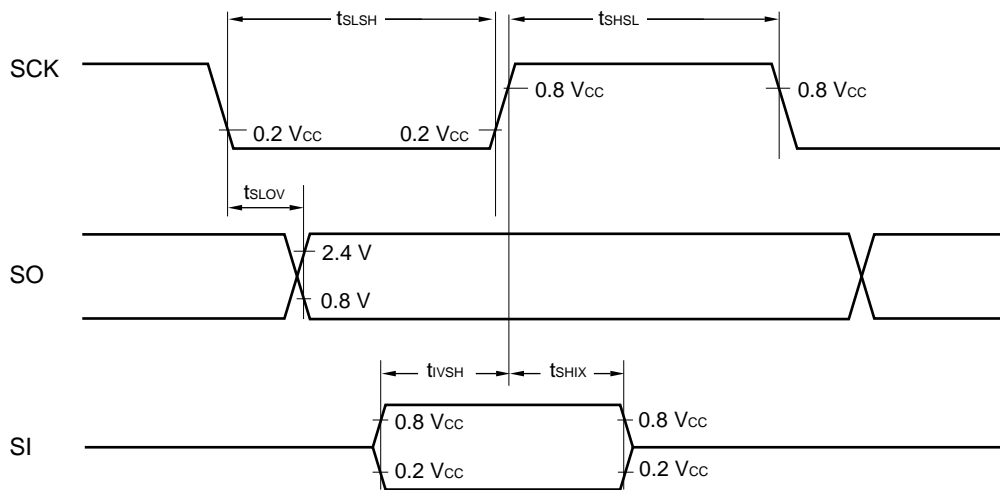 tSLSH tSHSL
SCK
0.8 VCC 0.8 VCC
0.2 VCC 0.2 VCC
tSLOV
SO
2.4 V
0.8 V
tIVSH tSHIX
0.8 VCC 0.8 VCC
SI
0.2 VCC 0.2 VCC